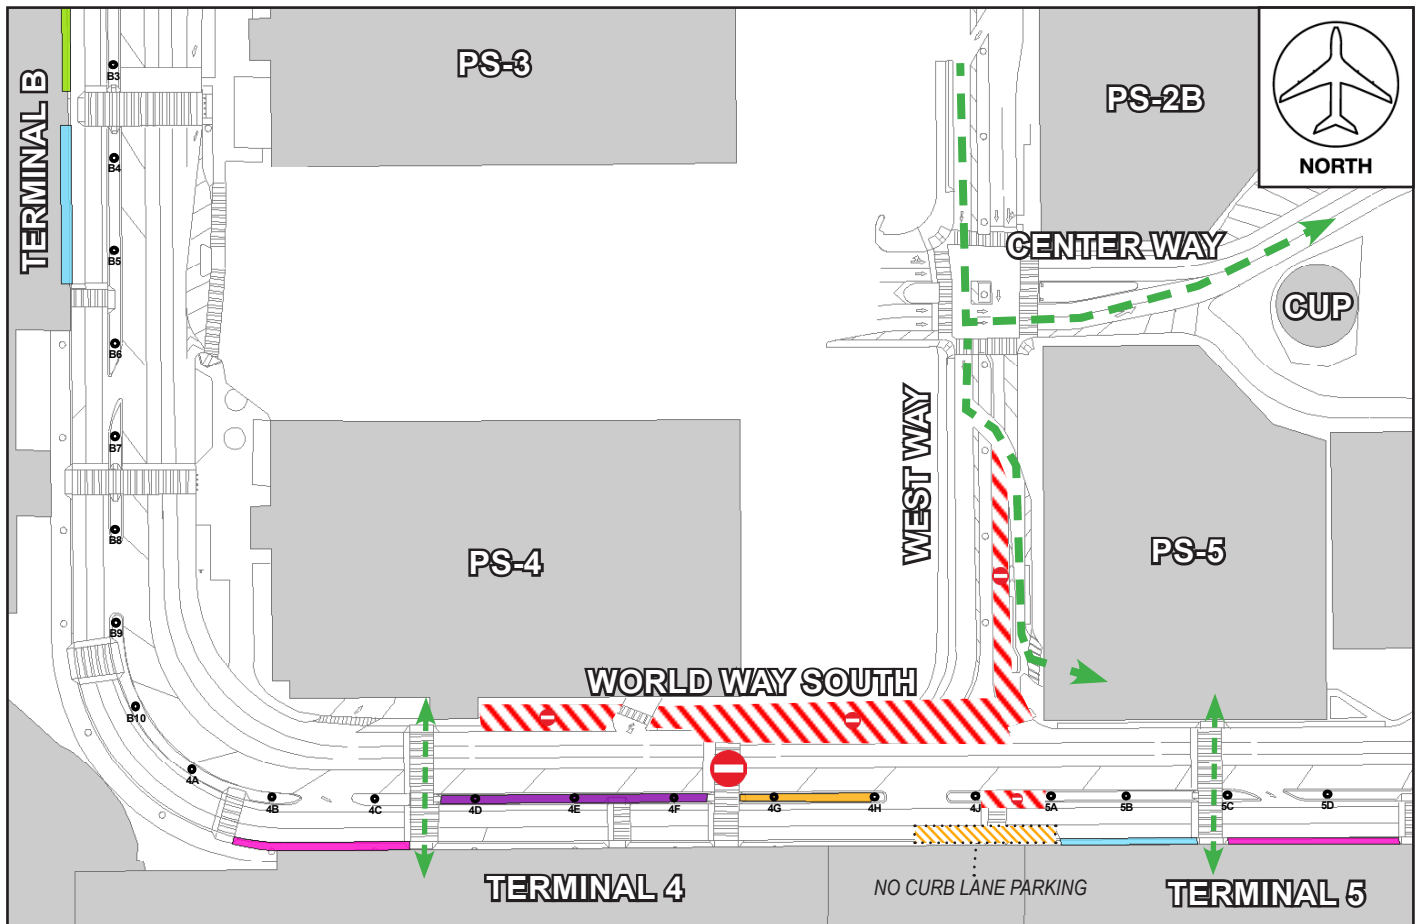 PS-3
PS-2B
NORTH
TERMINAL B
B3
B4
B5
B6
B7
B8
B9
B10
CENTER WAY
CUP
WEST WAY
PS-4
PS-5
WORLD WAY SOUTH
4A
4B
4C
4D
4E
4F
4G
4H
4J
5A
5B
5C
5D
TERMINAL 4
NO CURB LANE PARKING
TERMINAL 5